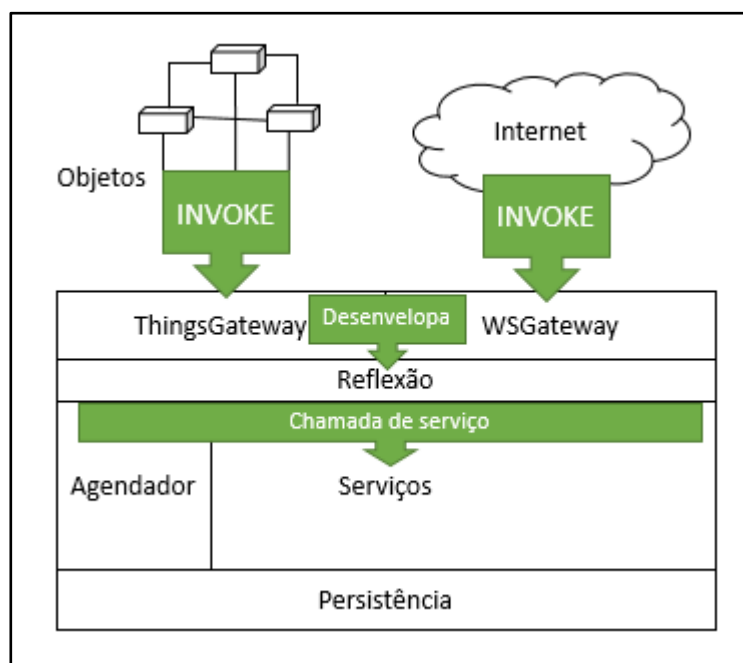 Internet
Objetos
INVOKE
INVOKE
ThingsGateway
Desenvelopa
WSGateway
Reflexão
Chamada de serviço
Agendador
Serviços
Persistência